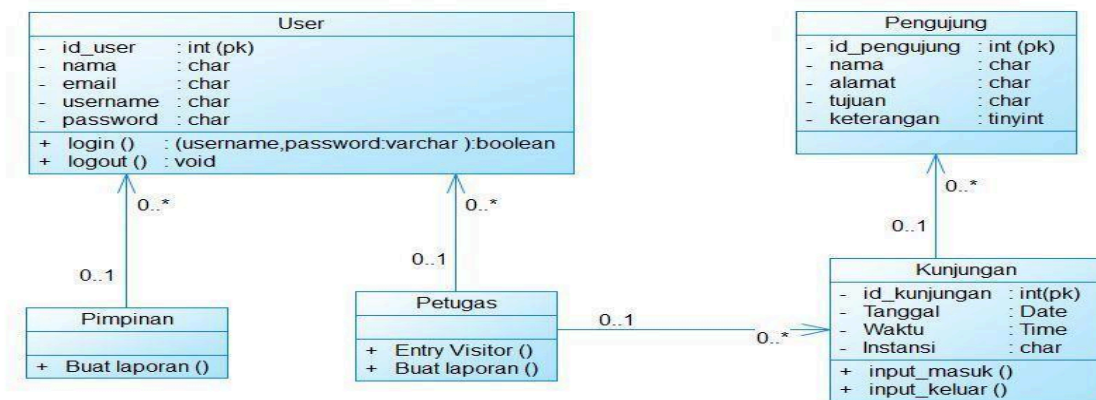 User
- id_user : int (pk)
- nama : char
- email : char
- username : char
- password : char
+ login () : (username,password:varchar ):boolean
+ logout () : void
Pengujung
- id_pengujung : int (pk)
- nama : char
- alamat : char
- tujuan : char
- keterangan : tinyint
0..*
0..*
0..*
0..1
0..1
0..1
Pimpinan
+ Buat laporan ()
Petugas
+ Entry Visitor ()
+ Buat laporan ()
0..1
0..*
Kunjungan
- id_kunjungan : int(pk)
- Tanggal : Date
- Waktu : Time
- Instansi : char
+ input_masuk ()
+ input_keluar ()